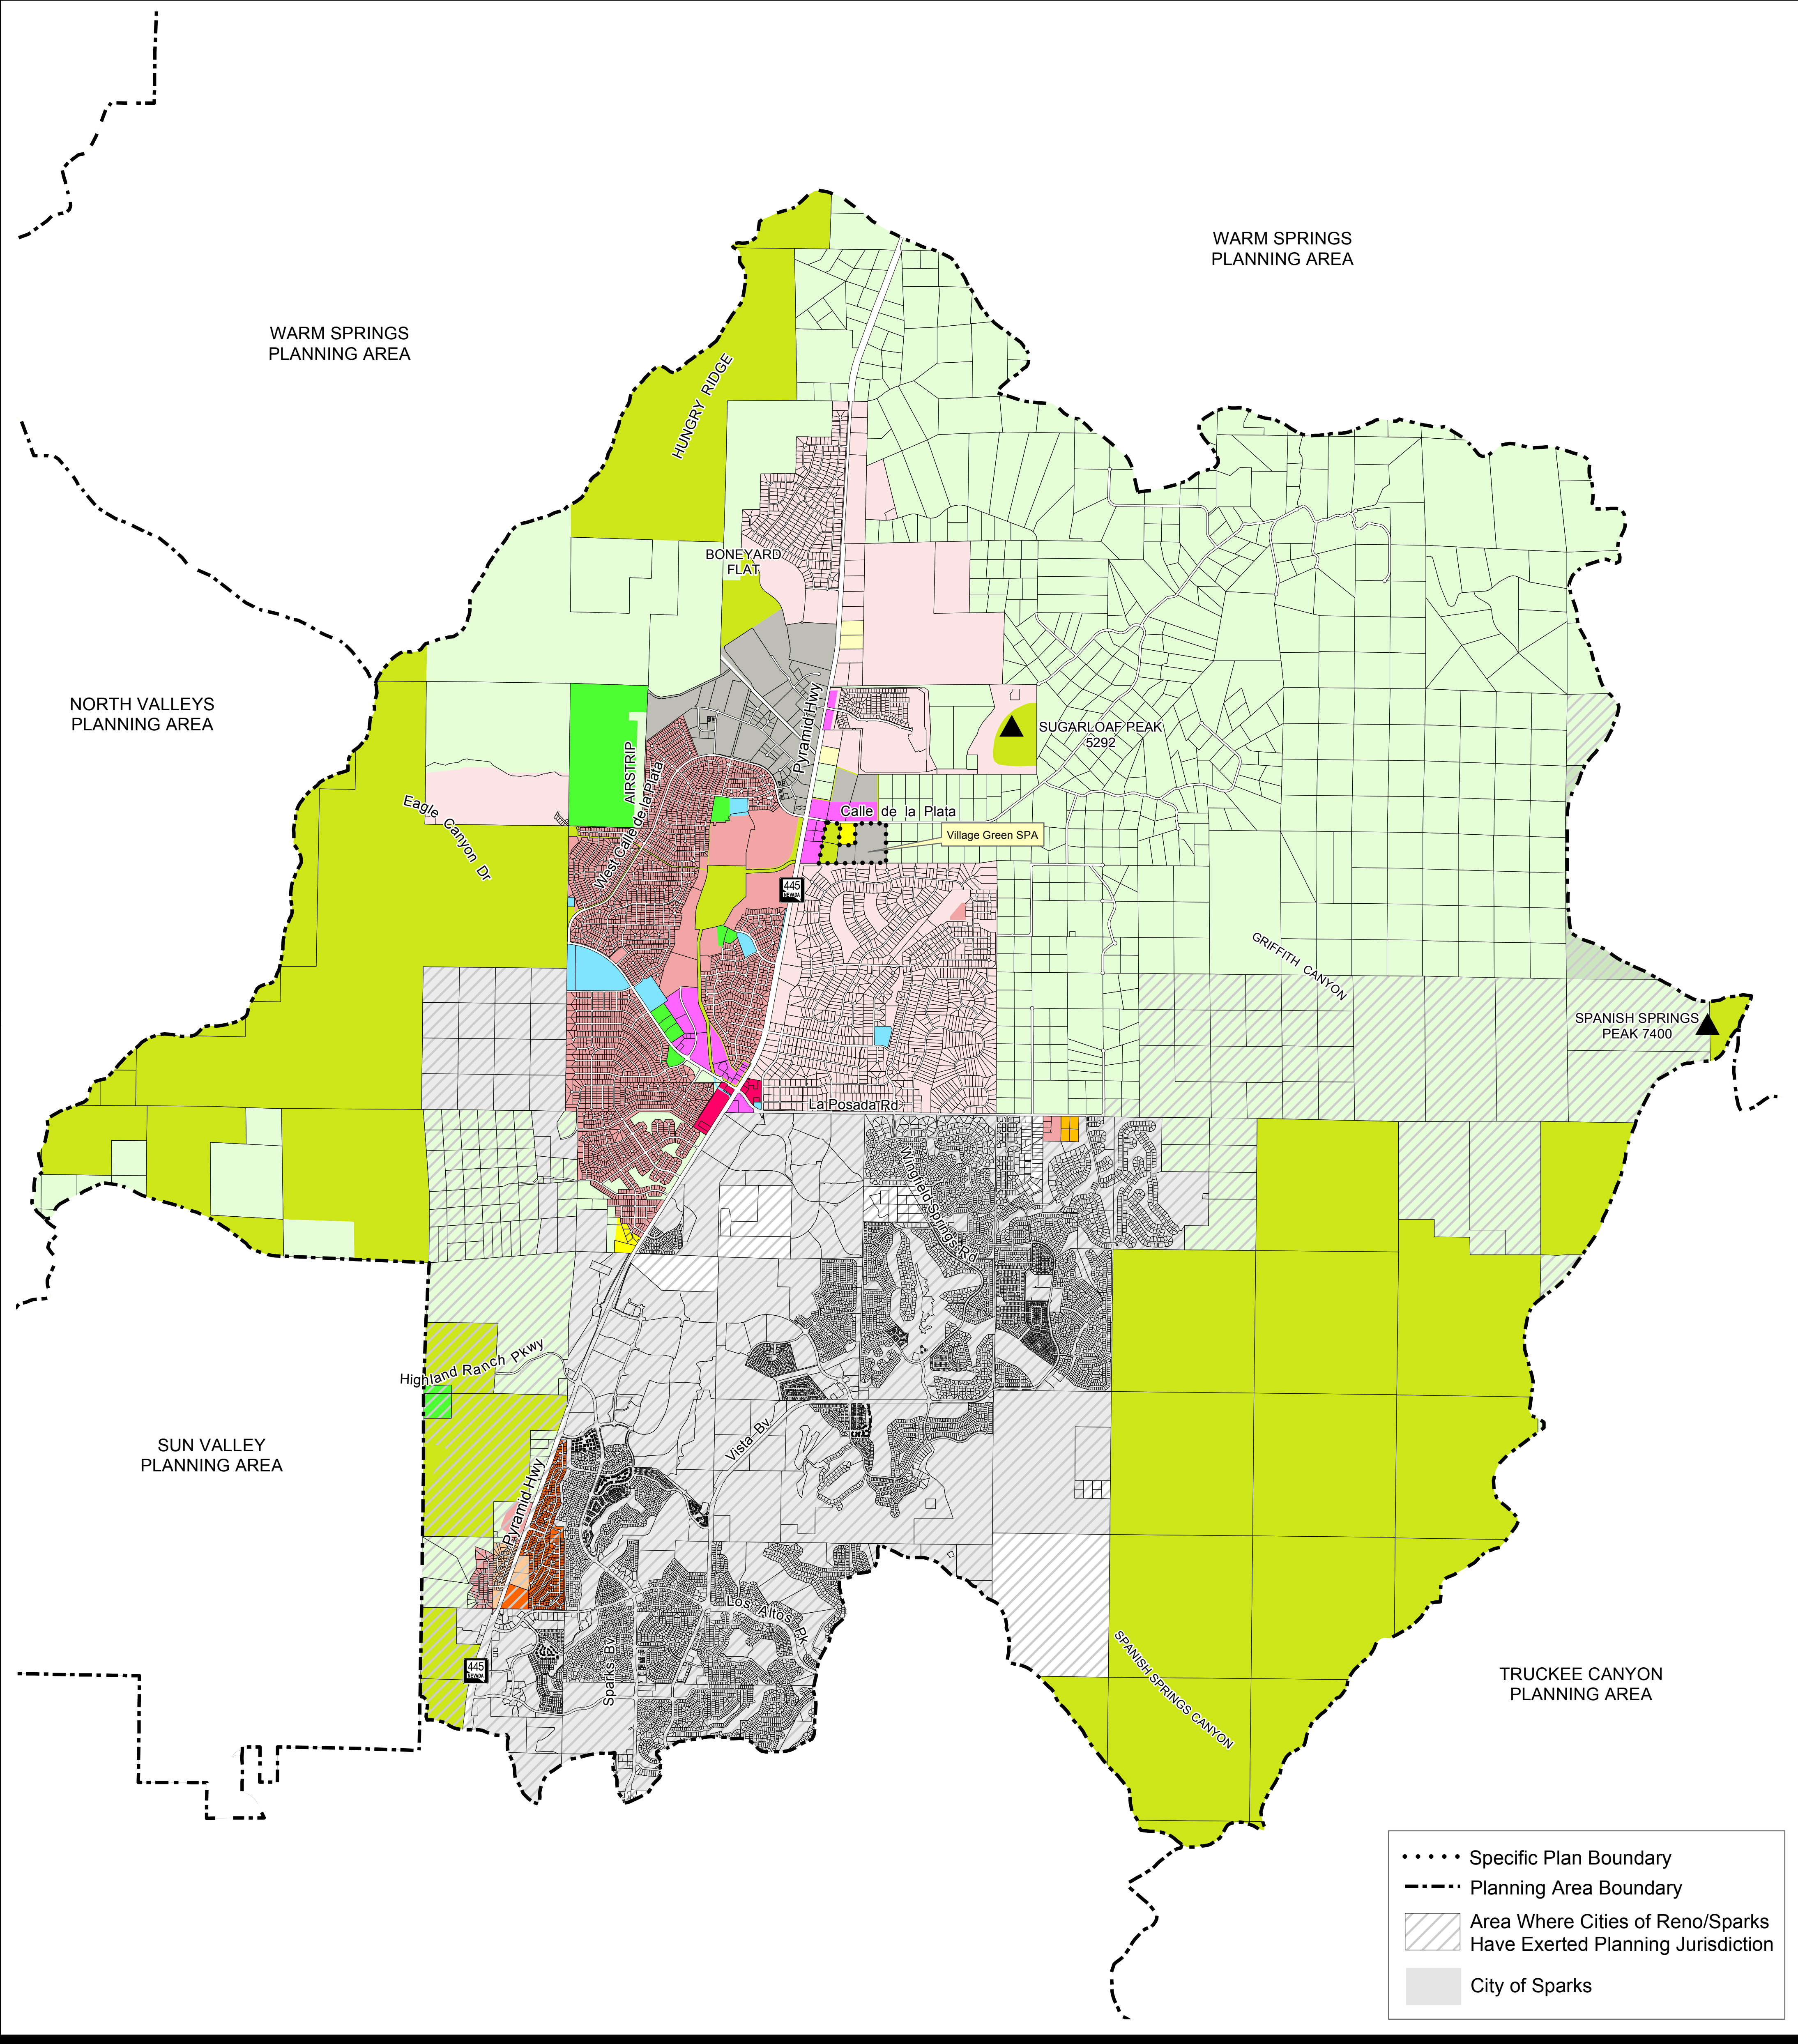 WARM SPRINGS
PLANNING AREA
WARM SPRINGS
PLANNING AREA
HUNGRY RIDGE
BONEYARD
FLAT
NORTH VALLEYS
PLANNING AREA
Pyramid Hwy
SUGARLOAF PEAK
5292
AIRSTRIP
West Calle de la Plata
Eagle Canyon Dr
Calle de la Plata
Village Green SPA
445
NEVADA
GRIFFITH CANYON
SPANISH SPRINGS
PEAK 7400
La Posada Rd
Wingfield Springs Rd
Highland Ranch Pkwy
SUN VALLEY
PLANNING AREA
Vista Bv
Pyramid Hwy
Los Altos Pk
Sparks Bv
445
NEVADA
SPANISH SPRINGS CANYON
TRUCKEE CANYON
PLANNING AREA
Specific Plan Boundary
Planning Area Boundary
Area Where Cities of Reno/Sparks
Have Exerted Planning Jurisdiction
City of Sparks